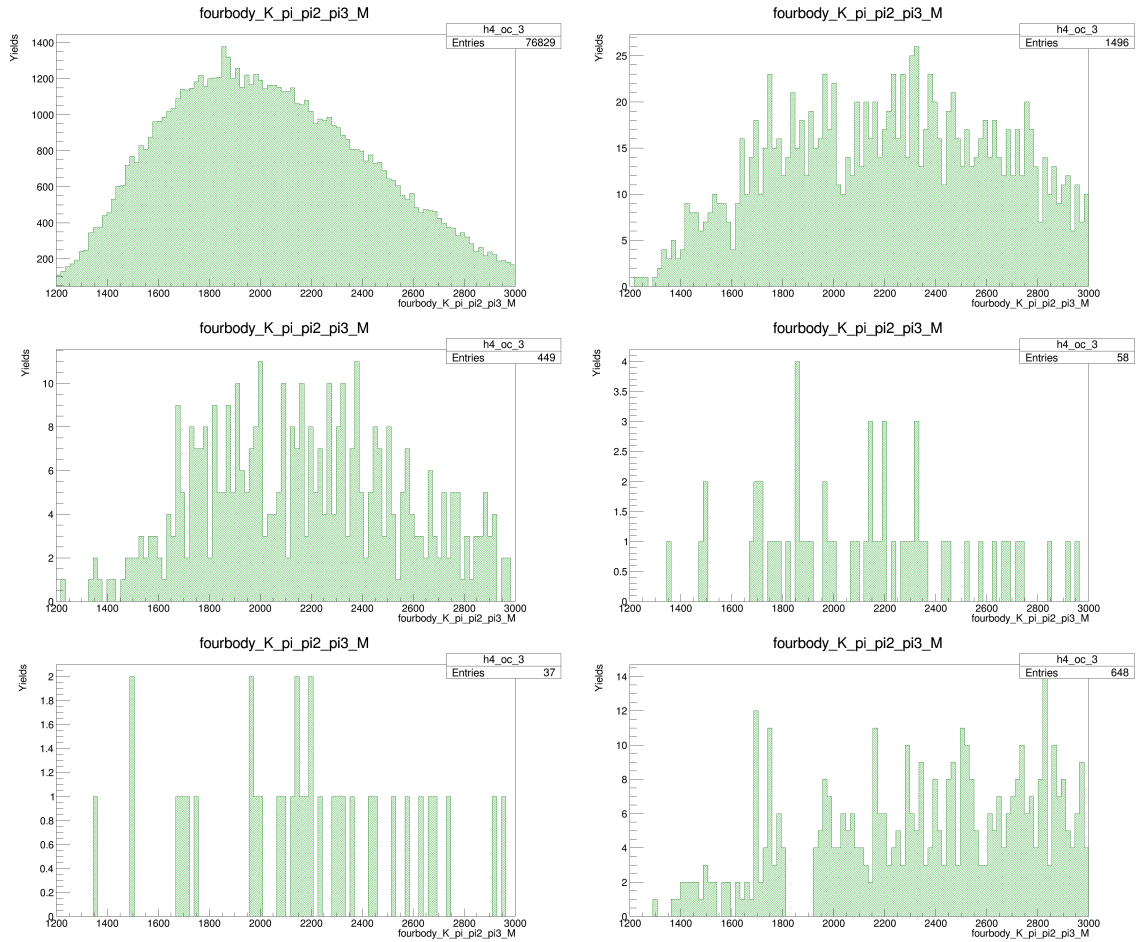 fourbody_K_pi_pi2_pi3_M
h4_oc_3
Entries 76829
Yields
1400
1200
1000
800
600
400
200
1200 1400 1600 1800 2000 2200 2400 2600 2800 3000
fourbody_K_pi_pi2_pi3_M
fourbody_K_pi_pi2_pi3_M
h4_oc_3
Entries 1496
Yields
25
20
15
10
5
0
1200 1400 1600 1800 2000 2200 2400 2600 2800 3000
fourbody_K_pi_pi2_pi3_M
fourbody_K_pi_pi2_pi3_M
h4_oc_3
Entries 449
Yields
10
8
6
4
2
0
1200 1400 1600 1800 2000 2200 2400 2600 2800 3000
fourbody_K_pi_pi2_pi3_M
fourbody_K_pi_pi2_pi3_M
h4_oc_3
Entries 58
Yields
4
3.5
3
2.5
2
1.5
1
0.5
0
1200 1400 1600 1800 2000 2200 2400 2600 2800 3000
fourbody_K_pi_pi2_pi3_M
fourbody_K_pi_pi2_pi3_M
h4_oc_3
Entries 37
Yields
2
1.8
1.6
1.4
1.2
1
0.8
0.6
0.4
0.2
0
1200 1400 1600 1800 2000 2200 2400 2600 2800 3000
fourbody_K_pi_pi2_pi3_M
fourbody_K_pi_pi2_pi3_M
h4_oc_3
Entries 648
Yields
14
12
10
8
6
4
2
0
1200 1400 1600 1800 2000 2200 2400 2600 2800 3000
fourbody_K_pi_pi2_pi3_M